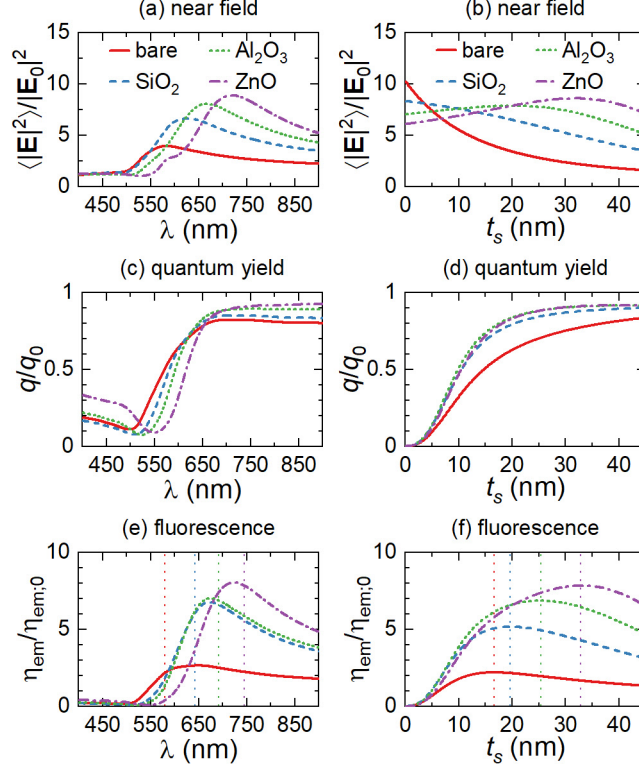 (a) near field
(b) near field
⟨|E|²⟩/|E₀|²
15
10
5
0
bare
Al₂O₃
SiO₂
ZnO
450 550 650 750 850
λ (nm)
⟨|E|²⟩/|E₀|²
15
10
5
0
bare
Al₂O₃
SiO₂
ZnO
0 10 20 30 40
tₛ (nm)
(c) quantum yield
(d) quantum yield
q/q₀
1
0.5
0
450 550 650 750 850
λ (nm)
q/q₀
1
0.5
0
0 10 20 30 40
tₛ (nm)
(e) fluorescence
(f) fluorescence
ηem/ηem;0
10
5
0
450 550 650 750 850
λ (nm)
ηem/ηem;0
10
5
0
0 10 20 30 40
tₛ (nm)